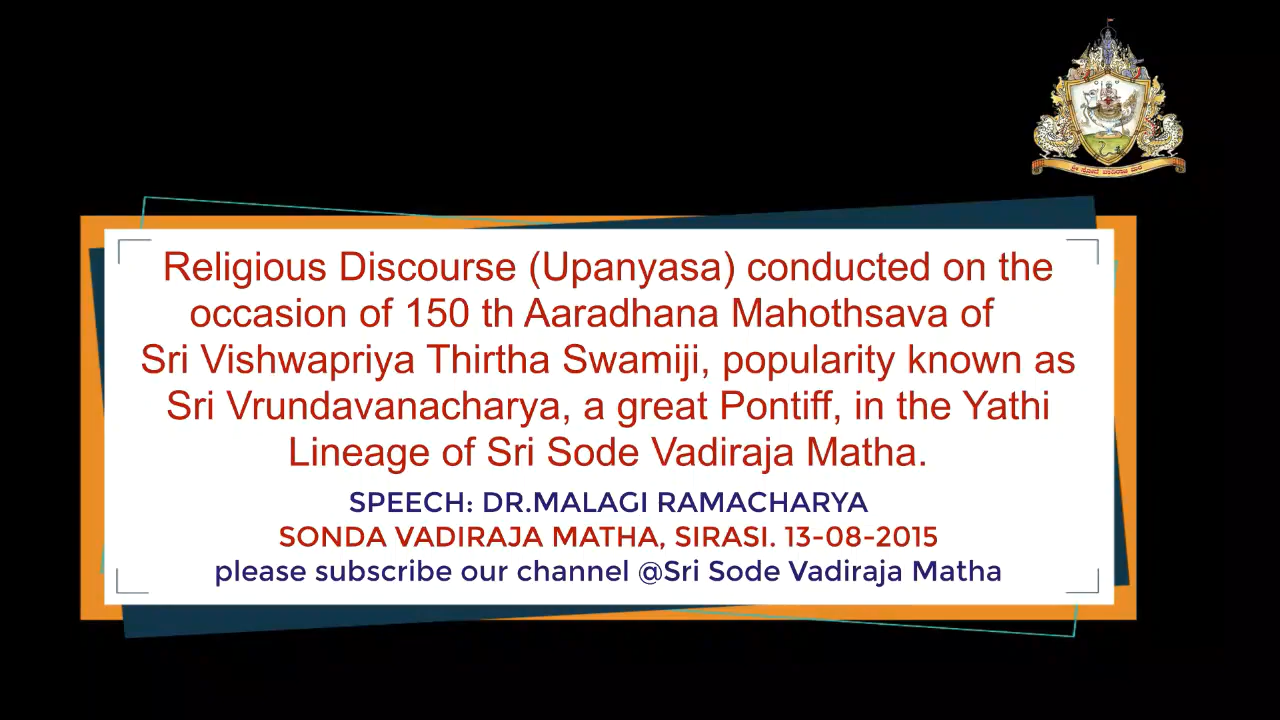 ಶ್ರೀ ಸೋದೆ ವಾದಿರಾಜ ಮಠ
Religious Discourse (Upanyasa) conducted on the
occasion of 150 th Aaradhana Mahothsava of
Sri Vishwapriya Thirtha Swamiji, popularity known as
Sri Vrundavanacharya, a great Pontiff, in the Yathi
Lineage of Sri Sode Vadiraja Matha.
SPEECH: DR.MALAGI RAMACHARYA
SONDA VADIRAJA MATHA, SIRASI. 13-08-2015
please subscribe our channel @Sri Sode Vadiraja Matha